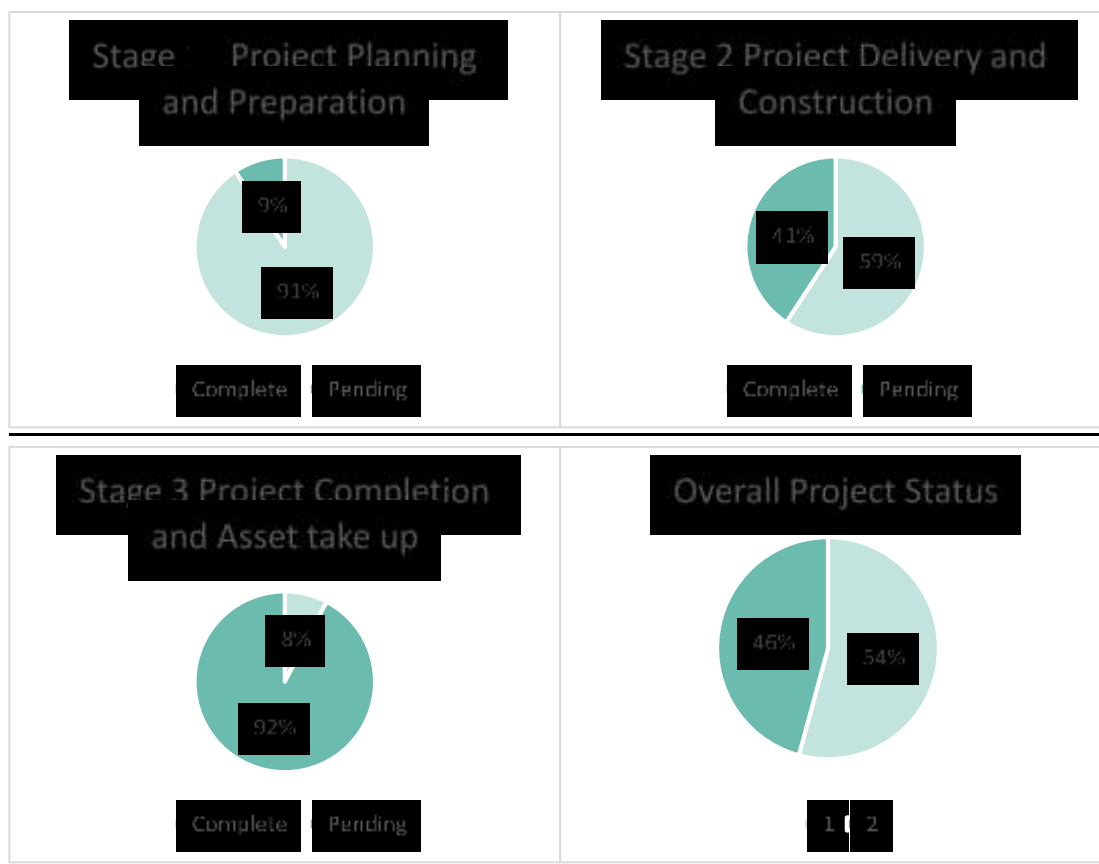 Stage Project Planning
and Preparation
9%
91%
Complete Pending
Stage 2 Project Delivery and
Construction
41%
59%
Complete Pending
Stage 3 Project Completion
and Asset take up
8%
92%
Complete Pending
Overall Project Status
46%
54%
1 2